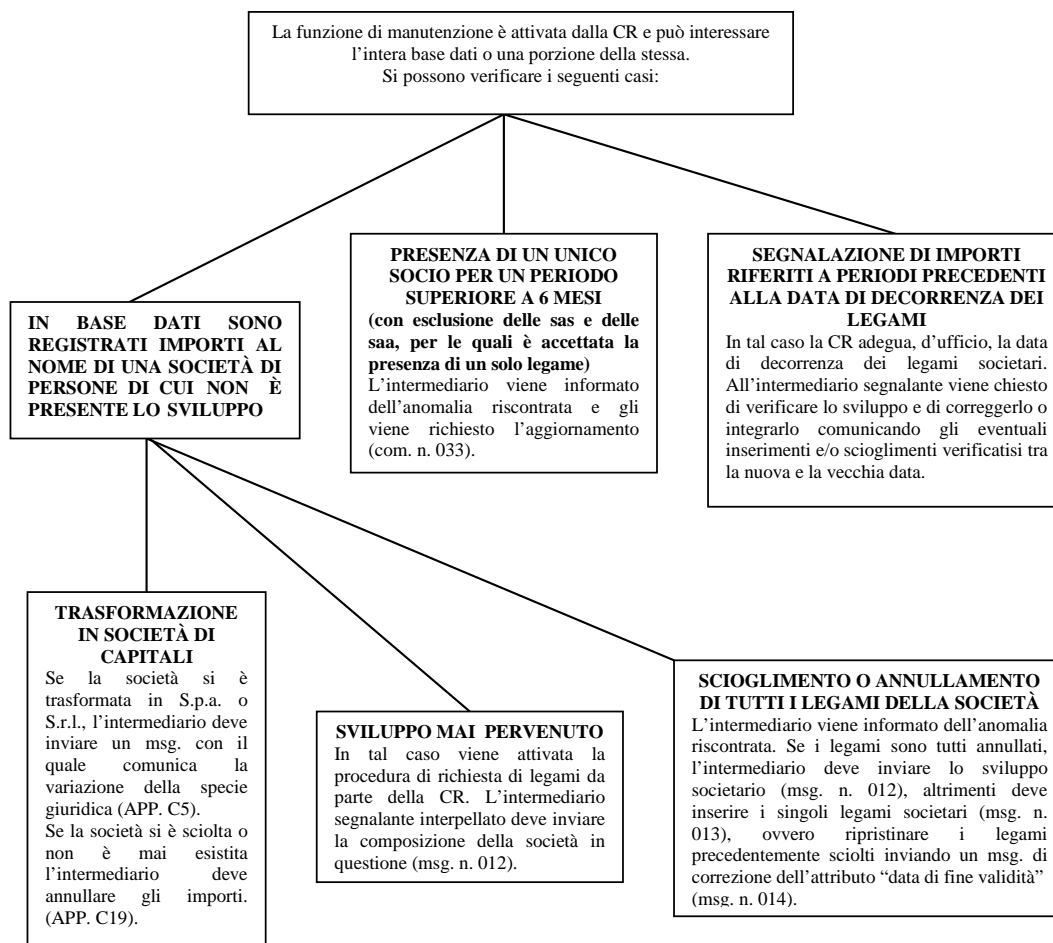 La funzione di manutenzione è attivata dalla CR e può interessare
l’intera base dati o una porzione della stessa.
Si possono verificare i seguenti casi:
IN BASE DATI SONO
REGISTRATI IMPORTI AL
NOME DI UNA SOCIETÀ DI
PERSONE DI CUI NON È
PRESENTE LO SVILUPPO
PRESENZA DI UN UNICO
SOCIO PER UN PERIODO
SUPERIORE A 6 MESI
(con esclusione delle sas e delle
saa, per le quali è accettata la
presenza di un solo legame)
L’intermediario viene informato
dell’anomalia riscontrata e gli
viene richiesto l’aggiornamento
(com. n. 033).
SEGNALAZIONE DI IMPORTI
RIFERITI A PERIODI PRECEDENTI
ALLA DATA DI DECORRENZA DEI
LEGAMI
In tal caso la CR adegua, d’ufficio, la data
di decorrenza dei legami societari.
All’intermediario segnalante viene chiesto
di verificare lo sviluppo e di correggerlo o
integrarlo comunicando gli eventuali
inserimenti e/o scioglimenti verificatisi tra
la nuova e la vecchia data.
TRASFORMAZIONE
IN SOCIETÀ DI
CAPITALI
Se la società si è
trasformata in S.p.a. o
S.r.l., l’intermediario deve
inviare un msg. con il
quale comunica la
variazione della specie
giuridica (APP. C5).
Se la società si è sciolta o
non è mai esistita
l’intermediario deve
annullare gli importi.
(APP. C19).
SVILUPPO MAI PERVENUTO
In tal caso viene attivata la
procedura di richiesta di legami da
parte della CR. L’intermediario
segnalante interpellato deve inviare
la composizione della società in
questione (msg. n. 012).
SCIOGLIMENTO O ANNULLAMENTO
DI TUTTI I LEGAMI DELLA SOCIETÀ
L’intermediario viene informato dell’anomalia
riscontrata. Se i legami sono tutti annullati,
l’intermediario deve inviare lo sviluppo
societario (msg. n. 012), altrimenti deve
inserire i singoli legami societari (msg. n.
013), ovvero ripristinare i legami
precedentemente sciolti inviando un msg. di
correzione dell’attributo “data di fine validità”
(msg. n. 014).